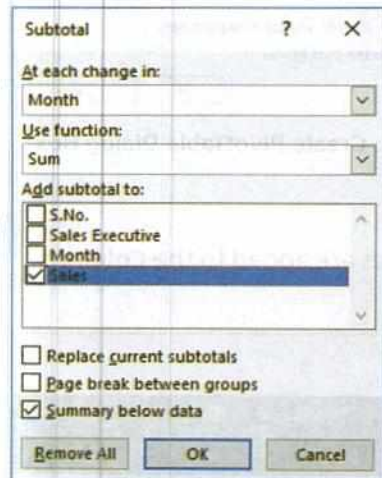 Subtotal ? ×
At each change in:
Month
Use function:
Sum
Add subtotal to:
S.No.
Sales Executive
Month
Sales
Replace current subtotals
Page break between groups
Summary below data
Remove All OK Cancel